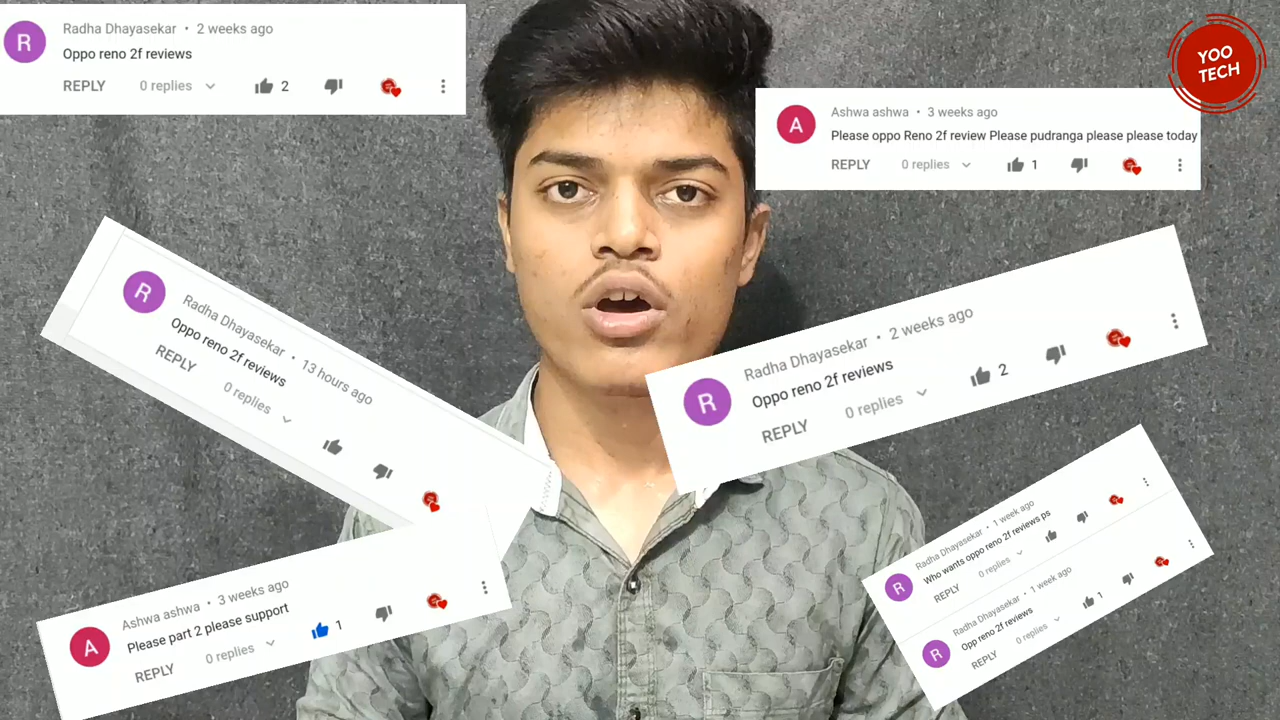 R
Radha Dhayasekar • 2 weeks ago
Oppo reno 2f reviews
REPLY 0 replies 2
YOO
TECH
A
Ashwa ashwa • 3 weeks ago
Please oppo Reno 2f review Please pudranga please please today
REPLY 0 replies 1
R
Radha Dhayasekar • 13 hours ago
Oppo reno 2f reviews
REPLY 0 replies
R
Radha Dhayasekar • 2 weeks ago
Oppo reno 2f reviews
REPLY 0 replies 2
A
Ashwa ashwa • 3 weeks ago
Please part 2 please support
REPLY 0 replies 1
R
Radha Dhayasekar • 1 week ago
Who wants oppo reno 2f reviews ps
REPLY 0 replies
R
Radha Dhayasekar • 1 week ago
Opp reno 2f reviews
REPLY 0 replies 1